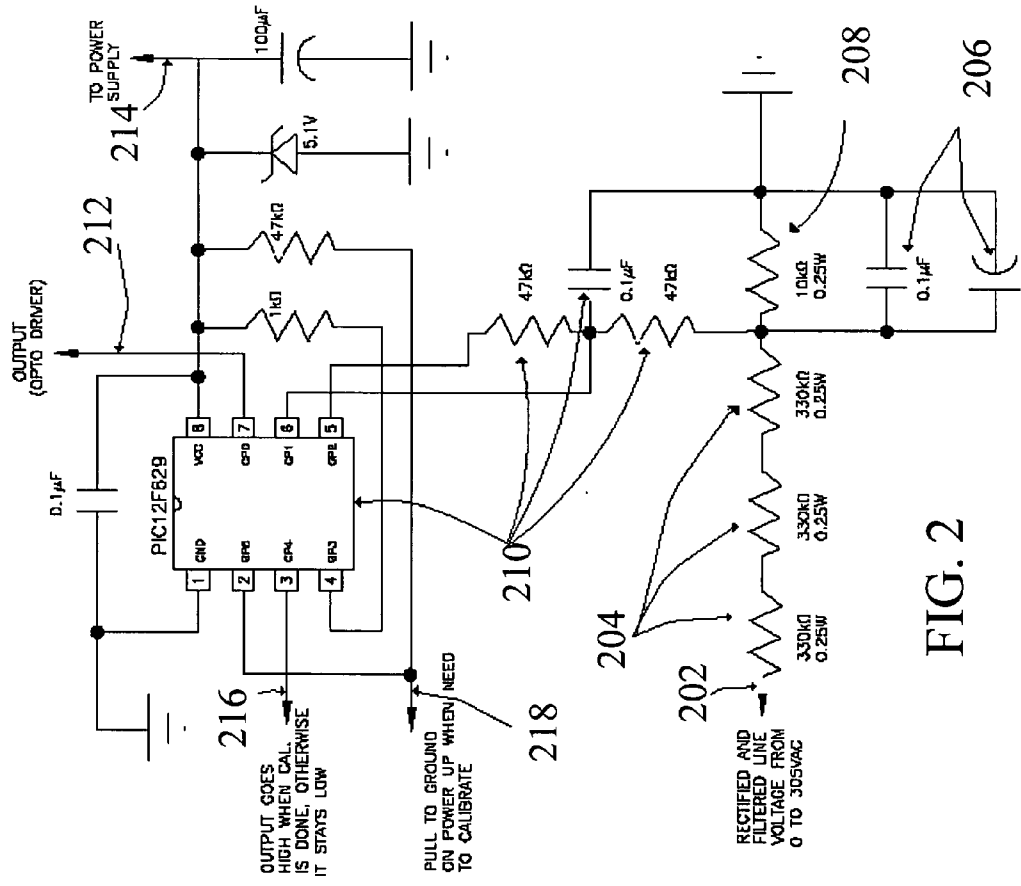 TO POWER
SUPPLY
214
100µF
5.1V
212
OUTPUT
(OPTO DRIVER)
47kΩ
1kΩ
0.1µF
PIC12F629
1
GND
VCC
8
2
GP5
GP0
7
3
GP4
GP1
6
4
GP3
GP2
5
216
OUTPUT GOES
HIGH WHEN CAL.
IS DONE, OTHERWISE
IT STAYS LOW
218
PULL TO GROUND
ON POWER UP WHEN NEED
TO CALIBRATE
210
47kΩ
0.1µF
47kΩ
208
206
10kΩ
0.25W
0.1µF
204
330kΩ
0.25W
330kΩ
0.25W
330kΩ
0.25W
202
RECTIFIED AND
FILTERED LINE
VOLTAGE FROM
0 TO 305VAC
FIG. 2